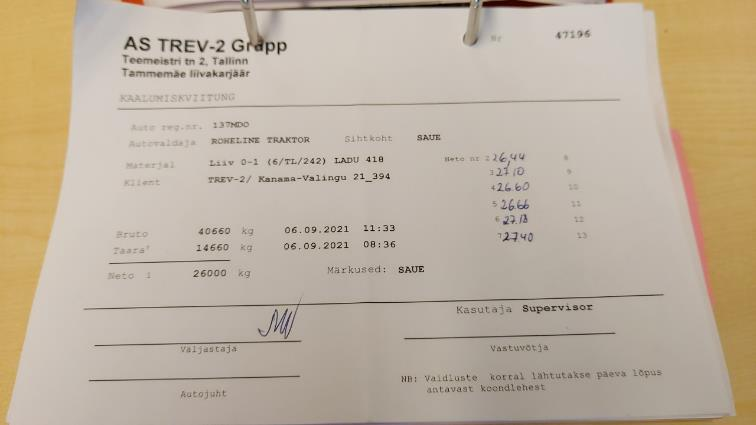 AS TREV-2 Grupp
Nr 47196
Teemeistri tn 2, Tallinn
Tammemäe liivakarjäär
KAALUMISKVIITUNG
Auto reg.nr. 137MDO
Autovaldaja ROHELINE TRAKTOR Sihtkoht SAUE
Materjal Liiv 0-1 (6/TL/242) LADU 418 Neto nr 2 26,44 8
Klient TREV-2/ Kanama-Valingu 21_394 3 27.10 9
4 26.60 10
5 26.66 11
Bruto 40660 kg 06.09.2021 11:33 6 27.18 12
Taara' 14660 kg 06.09.2021 08:36 7 27.40 13
Neto 1 26000 kg Märkused: SAUE
Kasutaja Supervisor
Väljastaja Vastuvõtja
Autojuht
NB: Vaidluste korral lähtutakse päeva lõpus
antavast koondlehest